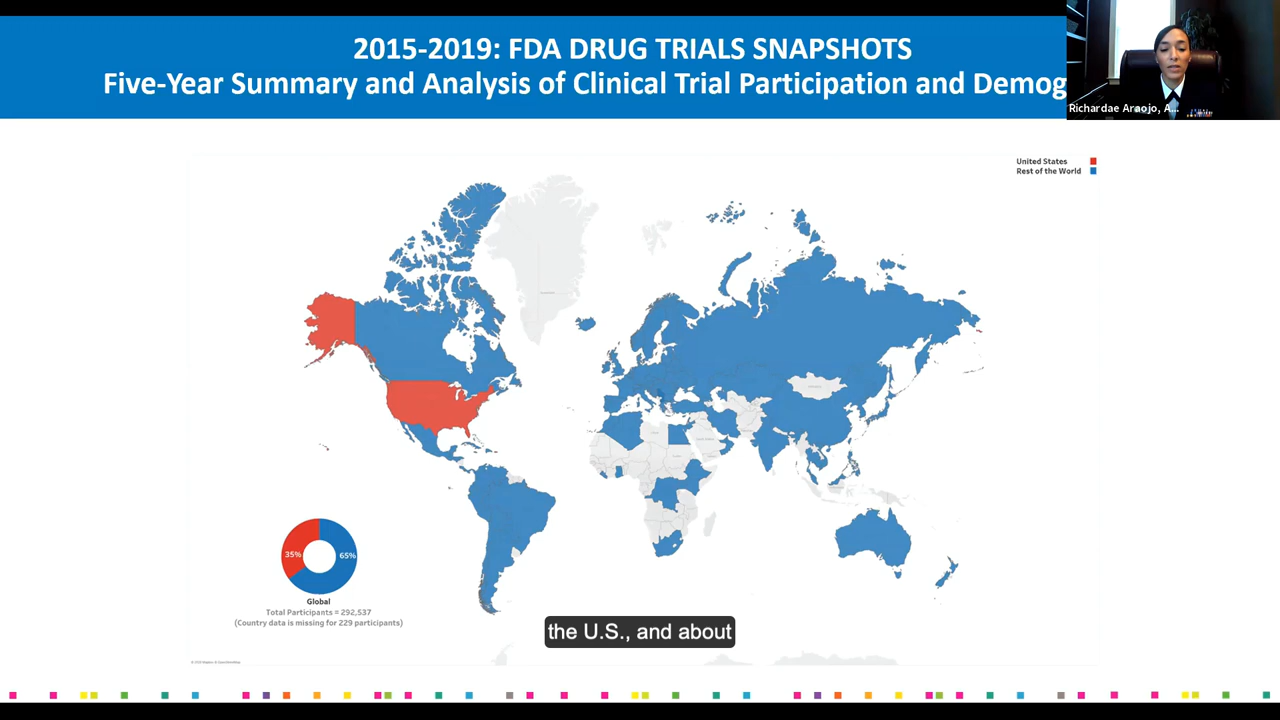 2015-2019: FDA DRUG TRIALS SNAPSHOTS
Five-Year Summary and Analysis of Clinical Trial Participation and Demog
Richardae Araojo, A...
United States
Rest of the World
35%
65%
Global
Total Participants = 292,537
(Country data is missing for 229 participants)
the U.S., and about